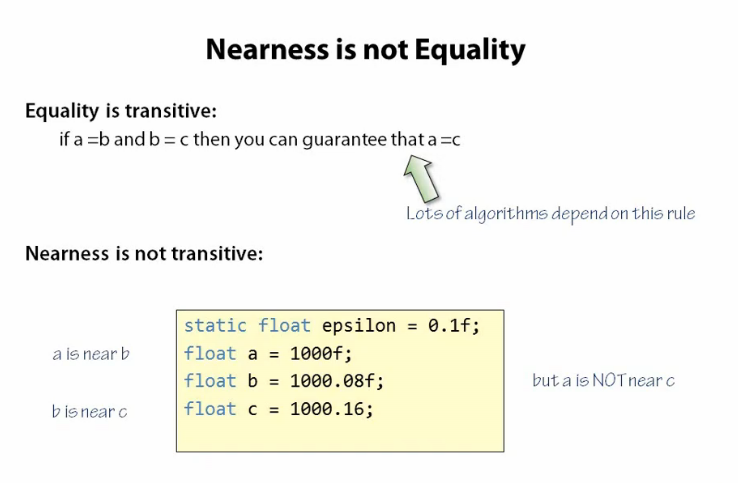 Nearness is not Equality
Equality is transitive:
if a =b and b = c then you can guarantee that a =c
Lots of algorithms depend on this rule
Nearness is not transitive:
static float epsilon = 0.1f;
a is near b
float a = 1000f;
float b = 1000.08f;
but a is NOT near c
b is near c
float c = 1000.16;